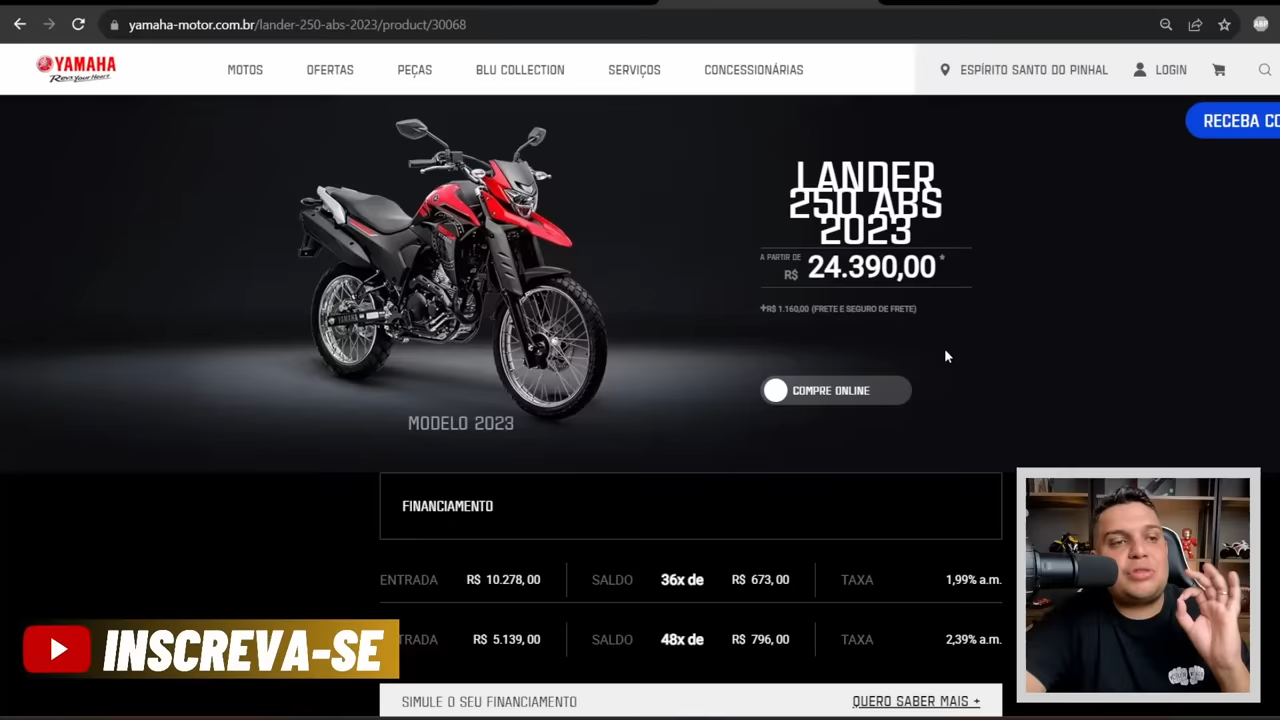 yamaha-motor.com.br/lander-250-abs-2023/product/30068
YAMAHA
Revs Your Heart
MOTOS OFERTAS PEÇAS BLU COLLECTION SERVIÇOS CONCESSIONÁRIAS ESPÍRITO SANTO DO PINHAL LOGIN
RECEBA CO
LANDER
250 ABS
2023
A PARTIR DE
R$ 24.390,00*
+R$ 1.160,00 (FRETE E SEGURO DE FRETE)
COMPRE ONLINE
YAMAHA
MODELO 2023
FINANCIAMENTO
ENTRADA R$ 10.278,00 SALDO 36x de R$ 673,00 TAXA 1,99% a.m.
TRADA R$ 5.139,00 SALDO 48x de R$ 796,00 TAXA 2,39% a.m.
INSCREVA-SE
SIMULE O SEU FINANCIAMENTO QUERO SABER MAIS +
ABP